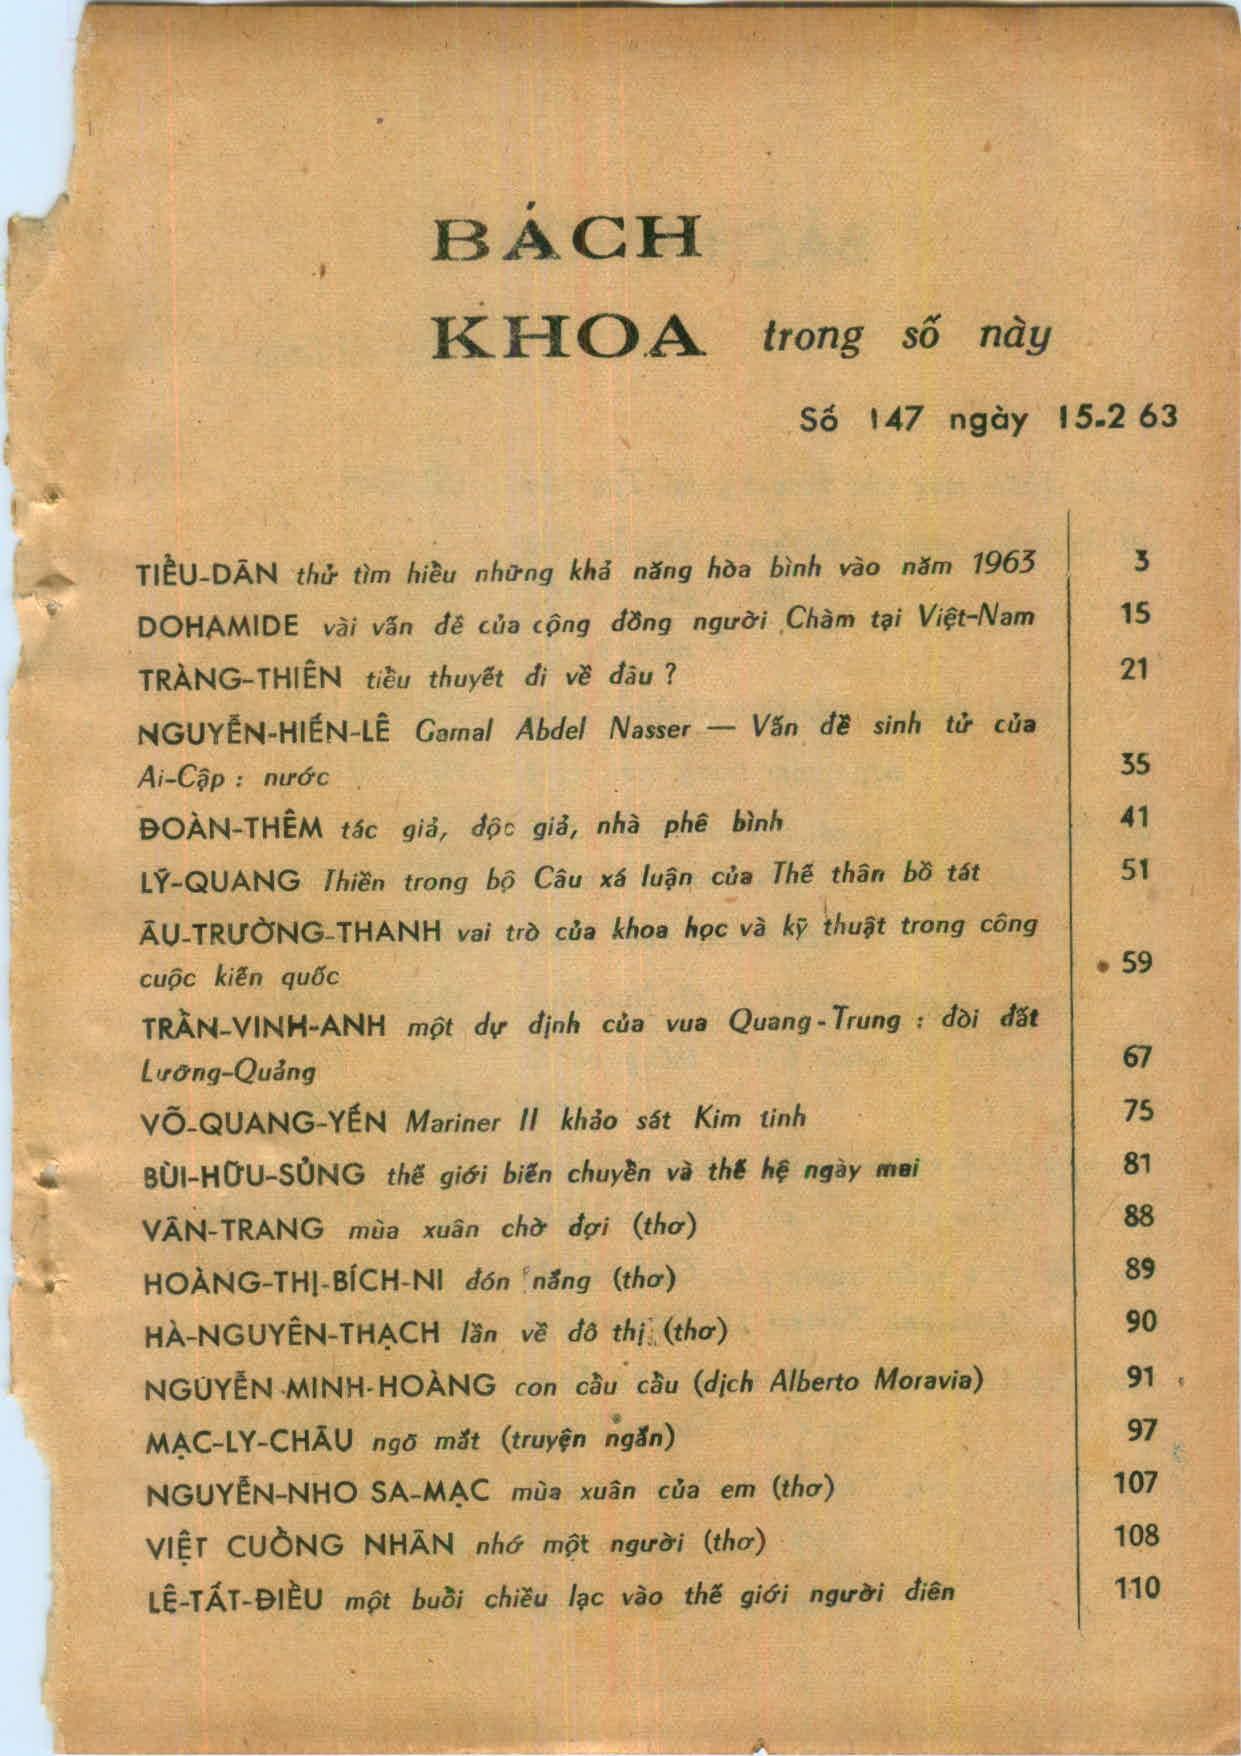 BÁCH
KHOA trong số này
Số 147 ngày 15.2 63
TIỂU-DÂN thử tìm hiểu những khả năng hòa bình vào năm 1963 3
DOHAMIDE vài vấn đề của cộng đồng người Chàm tại Việt-Nam 15
TRÀNG-THIÊN tiểu thuyết đi về đâu ? 21
NGUYỄN-HIẾN-LÊ Gamal Abdel Nasser — Vấn đề sinh tử của
Ai-Cập : nước 35
ĐOÀN-THÊM tác giả, độc giả, nhà phê bình 41
LÝ-QUANG Thiền trong bộ Câu xá luận của Thế thân bồ tát 51
ÂU-TRƯỜNG-THANH vai trò của khoa học và kỹ thuật trong công
cuộc kiến quốc 59
TRẦN-VINH-ANH một dự định của vua Quang-Trung : đòi đất
Lưỡng-Quảng 67
VÕ-QUANG-YẾN Mariner II khảo sát Kim tinh 75
BÙI-HỮU-SỦNG thế giới biến chuyển và thế hệ ngày mai 81
VÂN-TRANG mùa xuân chờ đợi (thơ) 88
HOÀNG-THỊ-BÍCH-NI đón nắng (thơ) 89
HÀ-NGUYÊN-THẠCH lần về đô thị (thơ) 90
NGUYỄN-MINH-HOÀNG con cầu cầu (dịch Alberto Moravia) 91
MẠC-LY-CHÂU ngõ mắt (truyện ngắn) 97
NGUYỄN-NHO SA-MẠC mùa xuân của em (thơ) 107
VIỆT CUỒNG NHÂN nhớ một người (thơ) 108
LÊ-TẤT-ĐIỀU một buổi chiều lạc vào thế giới người điên 110